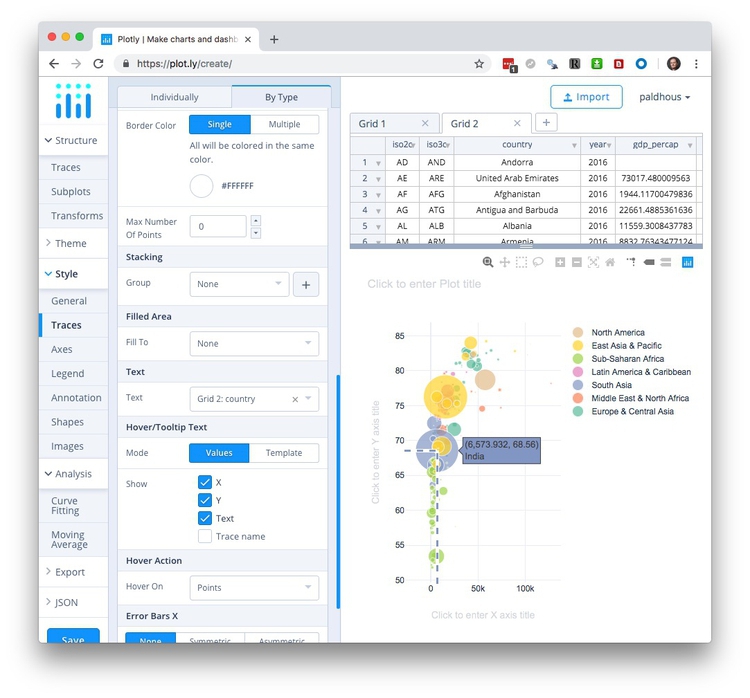 Plotly | Make charts and dashb
https://plot.ly/create/
1
Structure
Traces
Subplots
Transforms
Theme
Style
General
Traces
Axes
Legend
Annotation
Shapes
Images
Analysis
Curve
Fitting
Moving
Average
Export
JSON
Save
Individually
By Type
Border Color
Single
Multiple
All will be colored in the same
color.
#FFFFFF
Max Number
Of Points
0
Stacking
Group
None
Filled Area
Fill To
None
Text
Text
Grid 2: country
Hover/Tooltip Text
Mode
Values
Template
Show
X
Y
Text
Trace name
Hover Action
Hover On
Points
Error Bars X
None
Symmetric
Asymmetric
Import
paldhous
Grid 1
Grid 2
iso2c iso3c country year gdp_percap
1 AD AND Andorra 2016
2 AE ARE United Arab Emirates 2016 73017.480009563
3 AF AFG Afghanistan 2016 1944.11700479836
4 AG ATG Antigua and Barbuda 2016 22661.4885361636
5 AL ALB Albania 2016 11559.3008437783
6 AM ARM Armenia 2016 8832.76343477124
Click to enter Plot title
Click to enter Y axis title
85
80
75
70
65
60
55
50
0
50k
100k
Click to enter X axis title
(6,573.932, 68.56)
India
North America
East Asia & Pacific
Sub-Saharan Africa
Latin America & Caribbean
South Asia
Middle East & North Africa
Europe & Central Asia